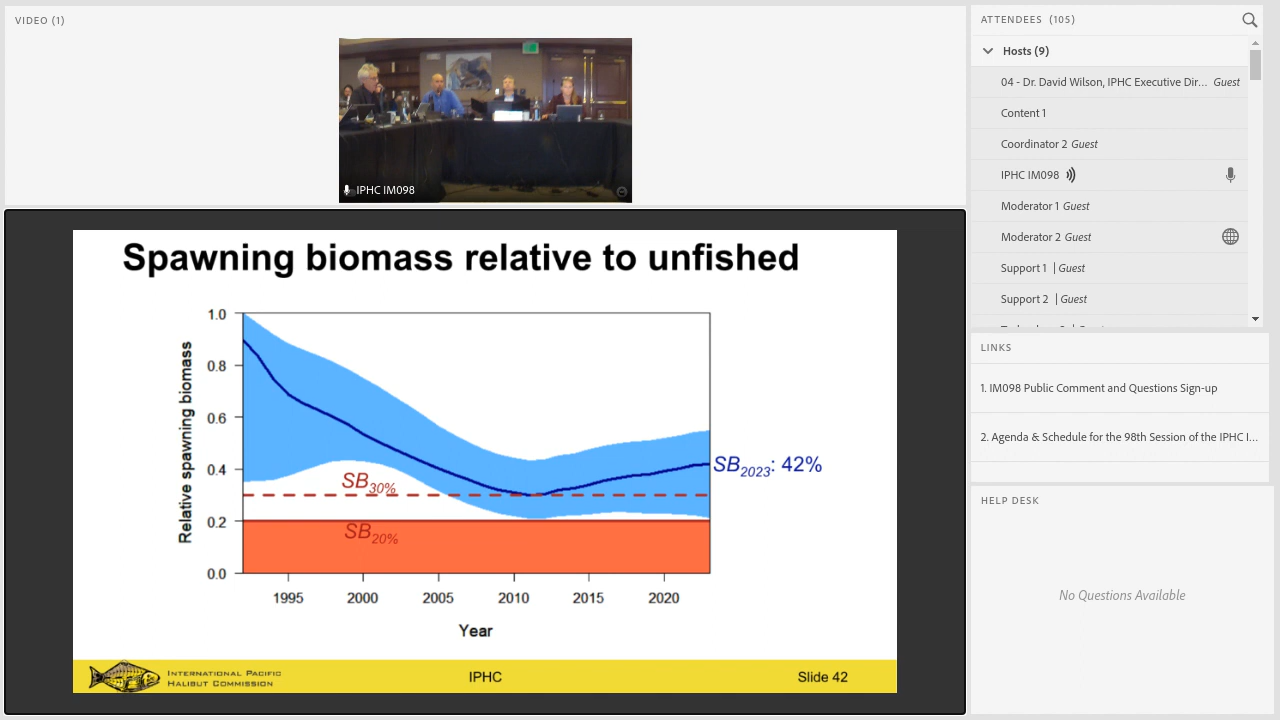 VIDEO (1)
IPHC IM098
Spawning biomass relative to unfished
Relative spawning biomass
1.0
0.8
0.6
0.4
0.2
0.0
SB30%
SB20%
SB2023: 42%
1995 2000 2005 2010 2015 2020
Year
INTERNATIONAL PACIFIC
HALIBUT COMMISSION
IPHC
Slide 42
ATTENDEES (105)
Hosts (9)
04 - Dr. David Wilson, IPHC Executive Dir... Guest
Content 1
Coordinator 2 Guest
IPHC IM098
Moderator 1 Guest
Moderator 2 Guest
Support 1 | Guest
Support 2 | Guest
LINKS
1. IM098 Public Comment and Questions Sign-up
2. Agenda & Schedule for the 98th Session of the IPHC I...
HELP DESK
No Questions Available